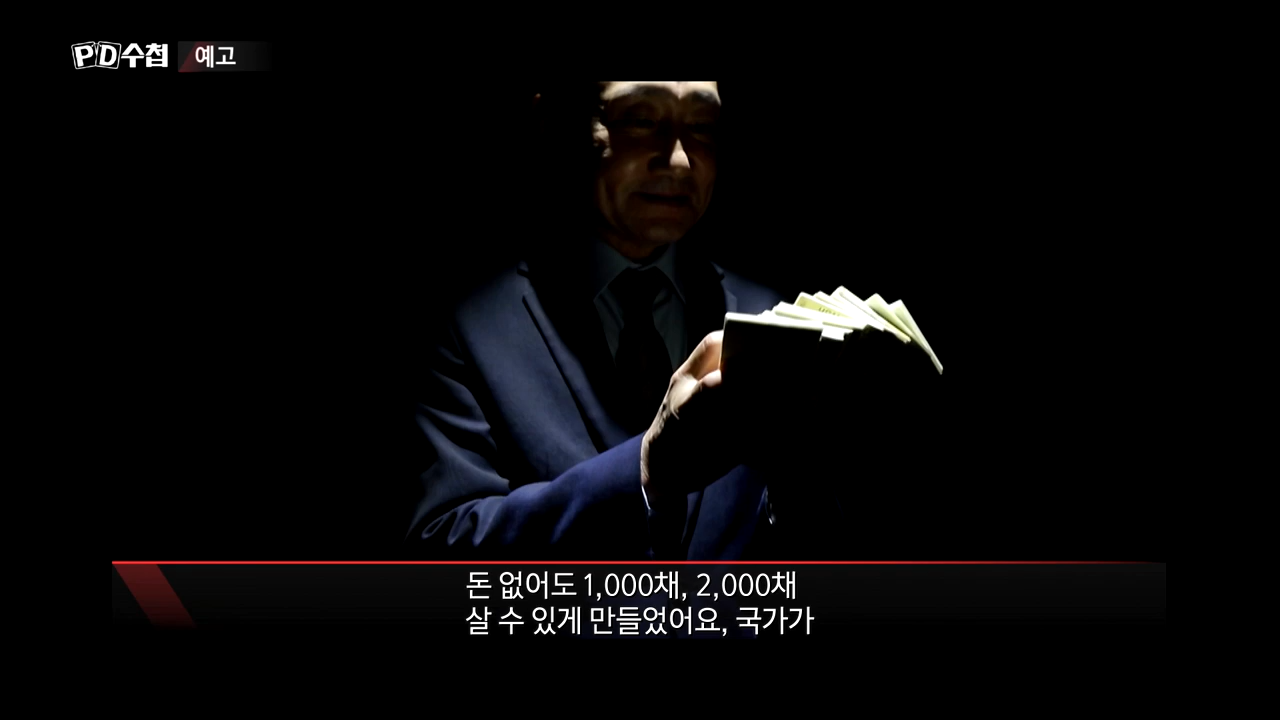 PD수첩 예고
돈 없어도 1,000채, 2,000채
살 수 있게 만들었어요, 국가가